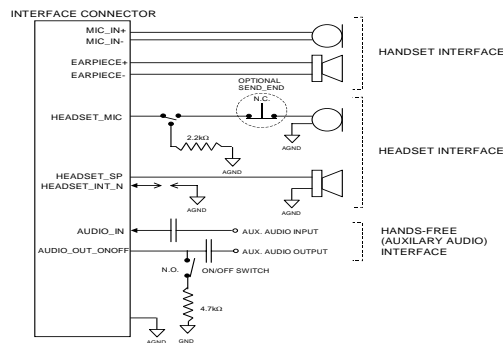 INTERFACE CONNECTOR
MIC_IN+
MIC_IN-
EARPIECE+
EARPIECE-
HANDSET INTERFACE
OPTIONAL
SEND_END
N.C.
HEADSET_MIC
AGND
2.2kΩ
AGND
HEADSET INTERFACE
HEADSET_SP
HEADSET_INT_N
AGND
AGND
AUDIO_IN
AUX. AUDIO INPUT
AUDIO_OUT_ONOFF
AUX. AUDIO OUTPUT
HANDS-FREE
(AUXILARY AUDIO)
INTERFACE
N.O.
ON/OFF SWITCH
4.7kΩ
AGND
GND